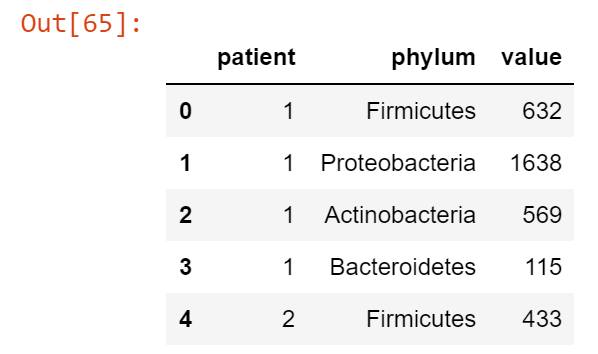 Out[65]:
patient phylum value
0 1 Firmicutes 632
1 1 Proteobacteria 1638
2 1 Actinobacteria 569
3 1 Bacteroidetes 115
4 2 Firmicutes 433